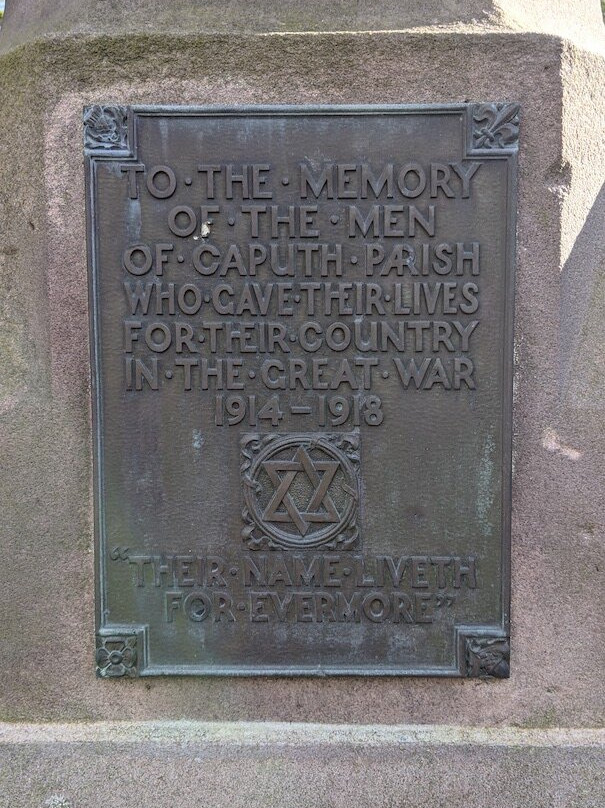 TO·THE·MEMORY
OF·THE·MEN
OF·CAPUTH·PARISH
WHO·GAVE·THEIR·LIVES
FOR·THEIR·COUNTRY
IN·THE·GREAT·WAR
1914–1918
"THEIR·NAME·LIVETH
FOR·EVERMORE"